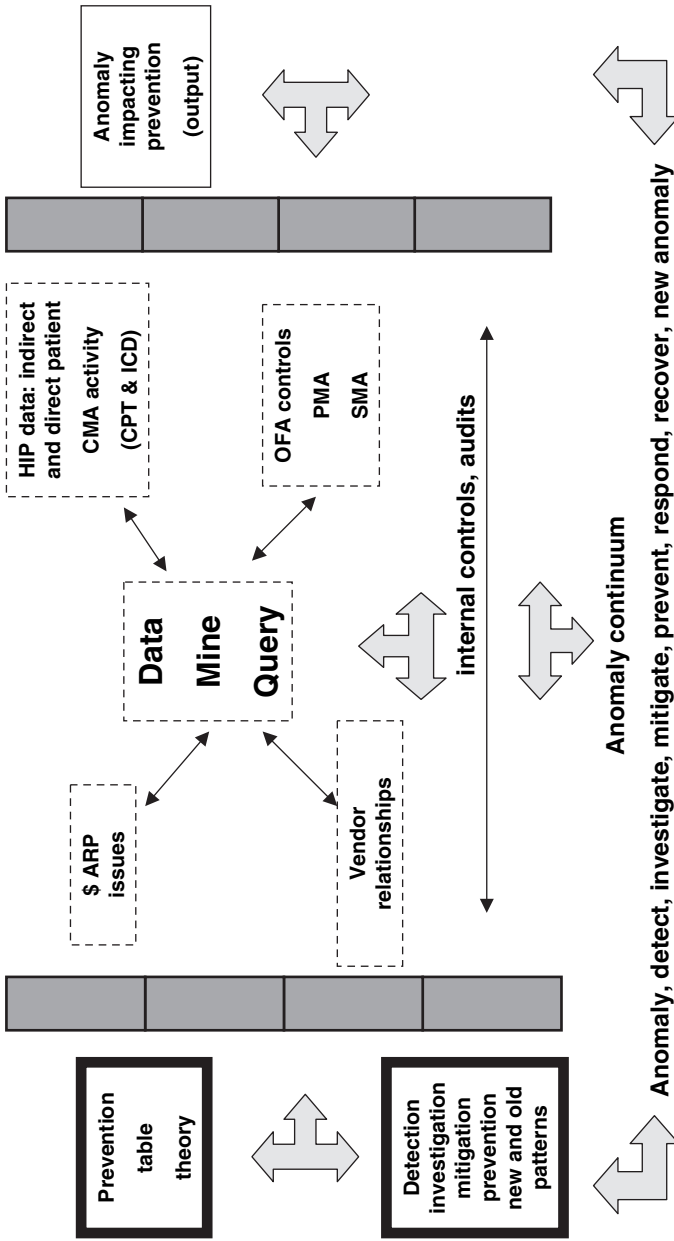 Prevention
table
theory
Detection
investigation
mitigation
prevention
new and old
patterns
$ ARP
issues
Vendor
relationships
Data
Mine
Query
HIP data: indirect
and direct patient
CMA activity
(CPT & ICD)
OFA controls
PMA
SMA
Anomaly
impacting
prevention
(output)
internal controls, audits
Anomaly continuum
Anomaly, detect, investigate, mitigate, prevent, respond, recover, new anomaly